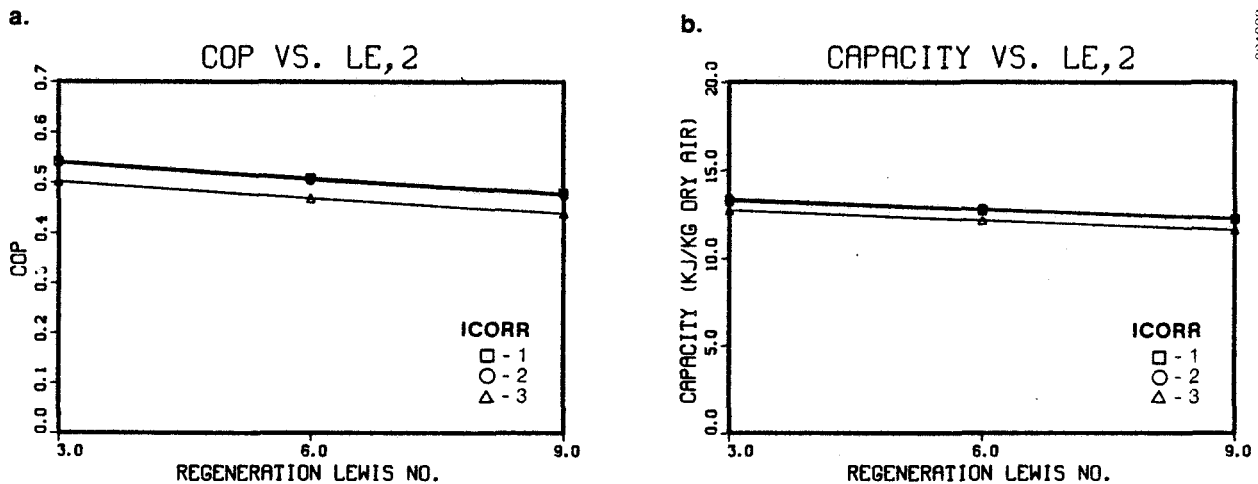 a.
COP VS. LE,2
0.7
0.6
0.5
0.4
0.3
0.2
0.1
0.0
COP
ICORR
□ - 1
○ - 2
△ - 3
3.0 6.0 9.0
REGENERATION LEWIS NO.
b.
CAPACITY VS. LE,2
20.0
15.0
10.0
5.0
0.0
CAPACITY (KJ/KG DRY AIR)
ICORR
□ - 1
○ - 2
△ - 3
3.0 6.0 9.0
REGENERATION LEWIS NO.